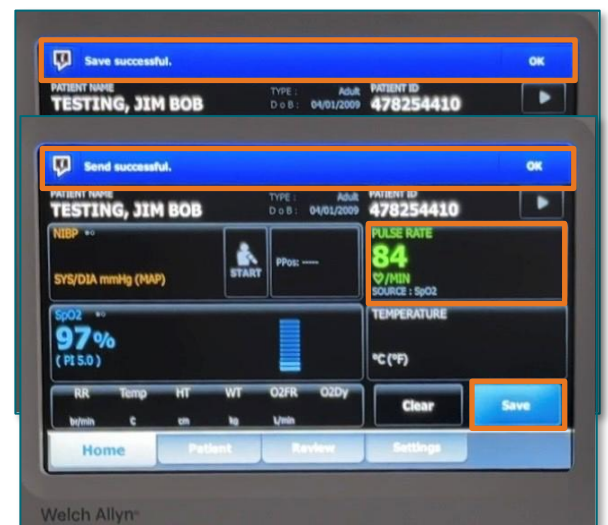 Save successful. OK
PATIENT NAME TYPE : Adult PATIENT ID
TESTING, JIM BOB D o B : 04/01/2009 478254410
Send successful. OK
PATIENT NAME TYPE : Adult PATIENT ID
TESTING, JIM BOB D o B : 04/01/2009 478254410
NIBP PULSE RATE
84
START PPos: -----
♡/MIN
SYS/DIA mmHg (MAP) SOURCE : SpO2
SpO2 TEMPERATURE
97%
( PI 5.0 ) °C (°F)
RR Temp HT WT O2FR O2Dy
br/min C cm kg L/min
Clear Save
Home Patient Review Settings
Welch Allyn®